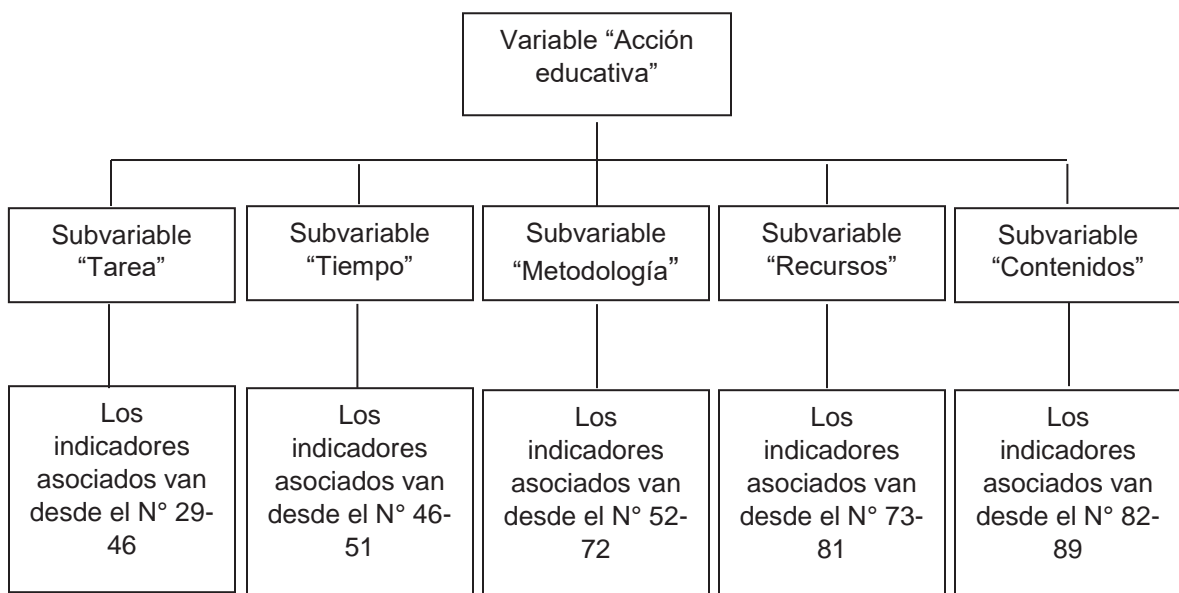 Variable “Acción
educativa”
Subvariable
“Tarea”
Subvariable
“Tiempo”
Subvariable
“Metodología”
Subvariable
“Recursos”
Subvariable
“Contenidos”
Los
indicadores
asociados van
desde el N° 29-
46
Los
indicadores
asociados van
desde el N° 46-
51
Los
indicadores
asociados van
desde el N° 52-
72
Los
indicadores
asociados van
desde el N° 73-
81
Los
indicadores
asociados van
desde el N° 82-
89